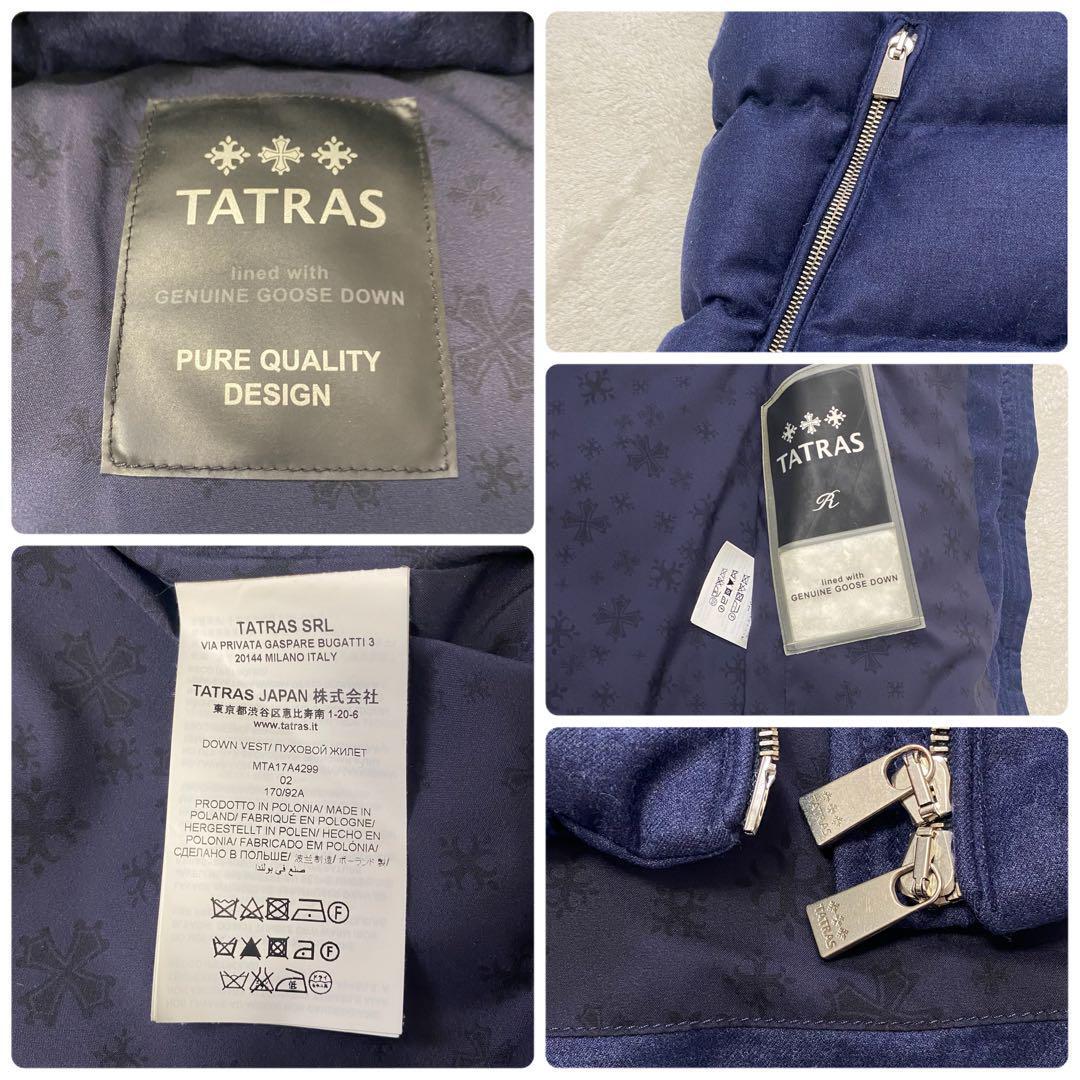 TATRAS
lined with
GENUINE GOOSE DOWN
PURE QUALITY
DESIGN
TATRAS
R
lined with
GENUINE GOOSE DOWN
TATRAS SRL
VIA PRIVATA GASPARE BUGATTI 3
20144 MILANO ITALY
TATRAS JAPAN 株式会社
東京都渋谷区恵比寿南 1-20-6
www.tatras.it
DOWN VEST/ ПУХОВОЙ ЖИЛЕТ
MTA17A4299
02
170/92A
PRODOTTO IN POLONIA/ MADE IN
POLAND/ FABRIQUÉ EN POLOGNE/
HERGESTELLT IN POLEN/ HECHO EN
POLONIA/ FABRICADO EM POLÓNIA/
СДЕЛАНО В ПОЛЬШЕ/ 波兰制造/ ポーランド製/
صنع في بولندا
F
F
ドライ
TATRAS
TATRAS